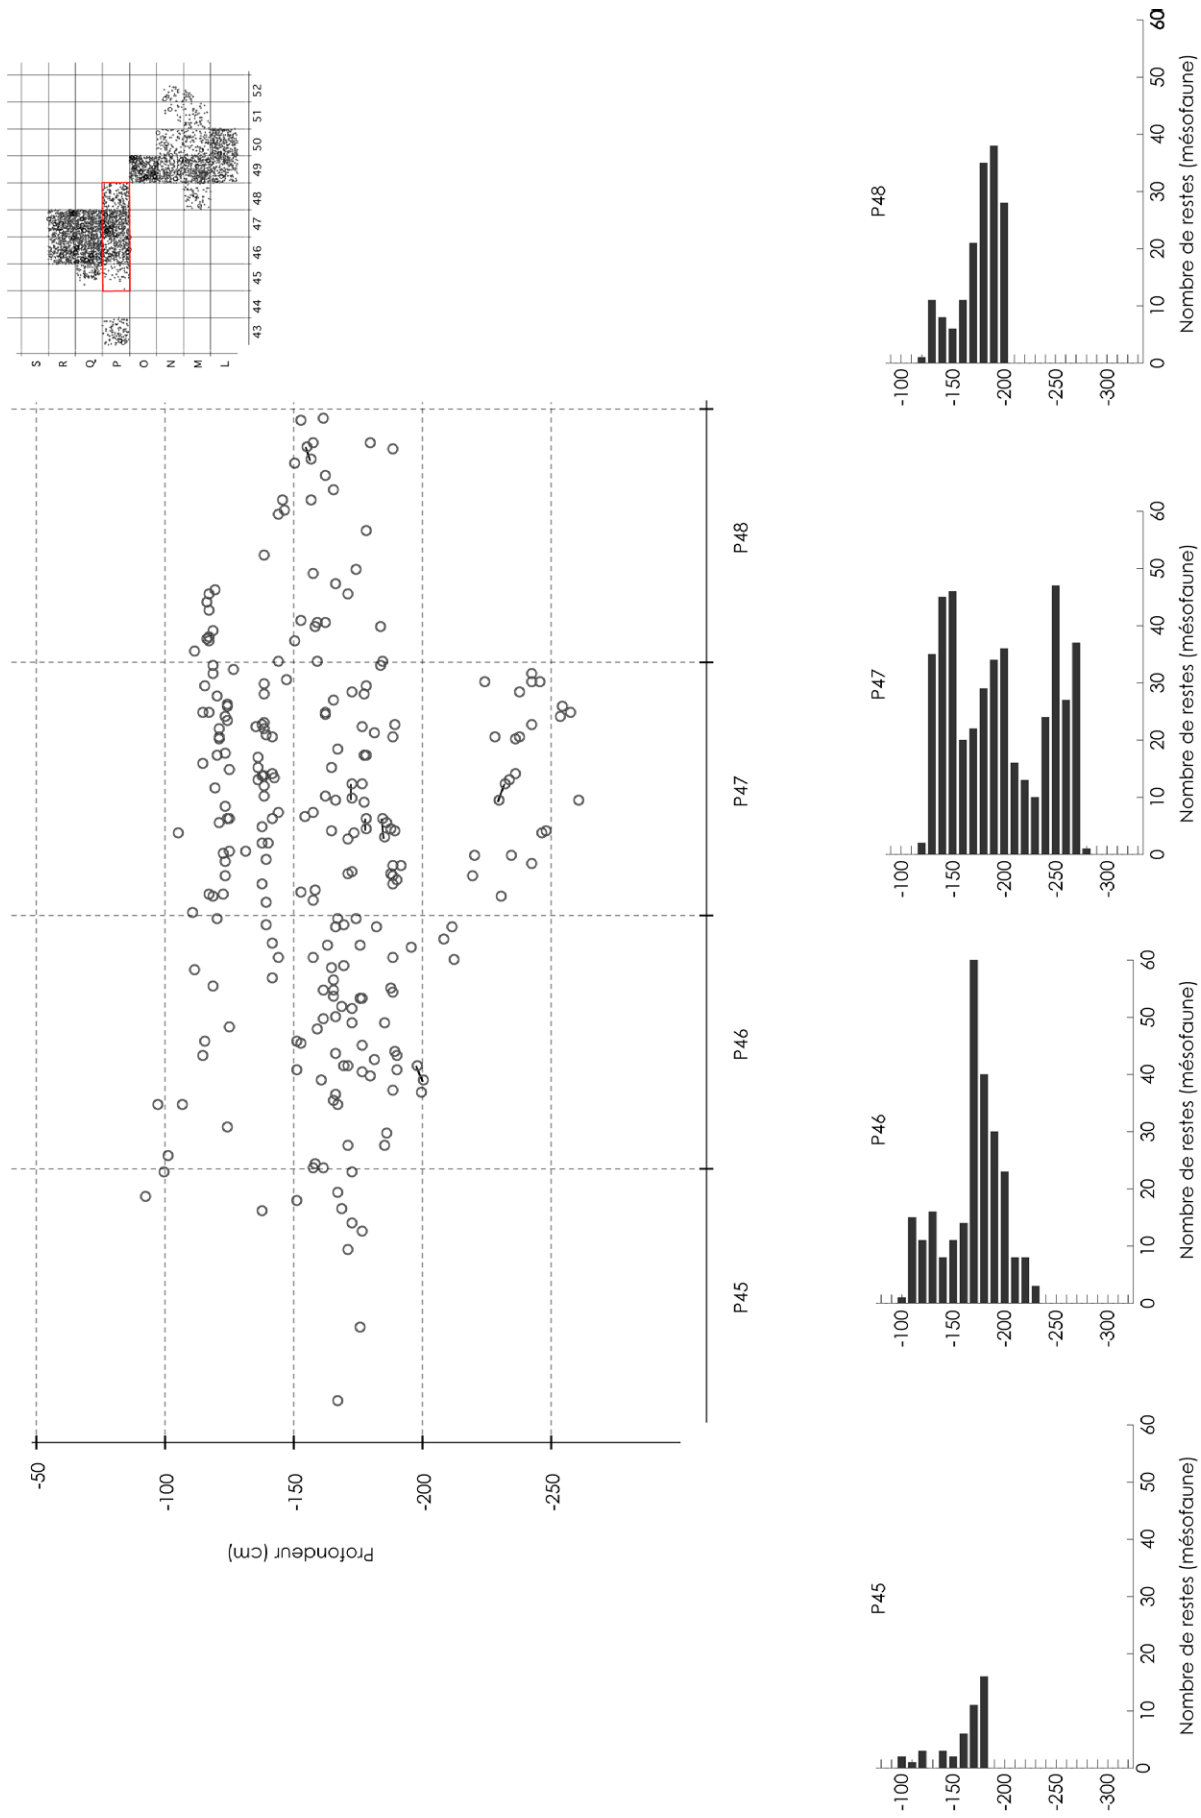 S
R
Q
P
O
N
M
L
43 44 45 46 47 48 49 50 51 52
-50
-100
-150
-200
-250
Profondeur (cm)
P45 P46 P47 P48
P45
-100
-150
-200
-250
-300
0 10 20 30 40 50 60
Nombre de restes (mésofaune)
P46
-100
-150
-200
-250
-300
0 10 20 30 40 50 60
Nombre de restes (mésofaune)
P47
-100
-150
-200
-250
-300
0 10 20 30 40 50 60
Nombre de restes (mésofaune)
P48
-100
-150
-200
-250
-300
0 10 20 30 40 50 60
Nombre de restes (mésofaune)